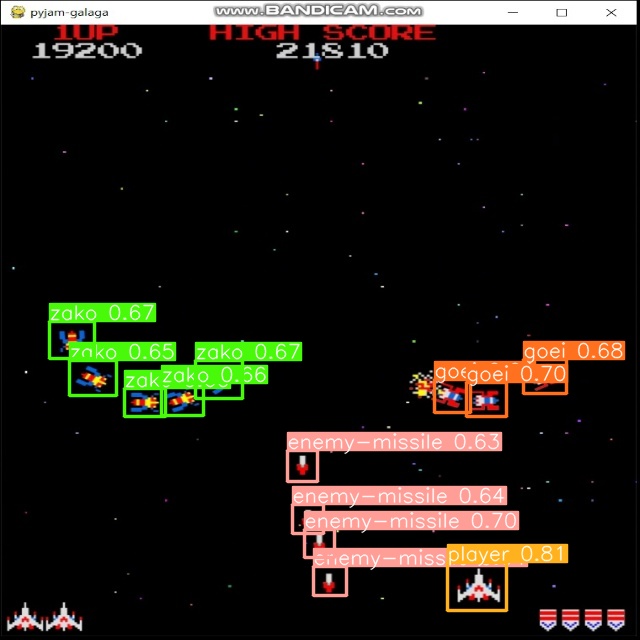 pyjam-galaga
www.BANDICAM.com
1UP HIGH SCORE
19200 21810
zako 0.67
zako 0.65
zako 0.67
goei 0.68
zako 0.66
goei 0.70
enemy-missile 0.63
enemy-missile 0.64
enemy-missile 0.70
player 0.81